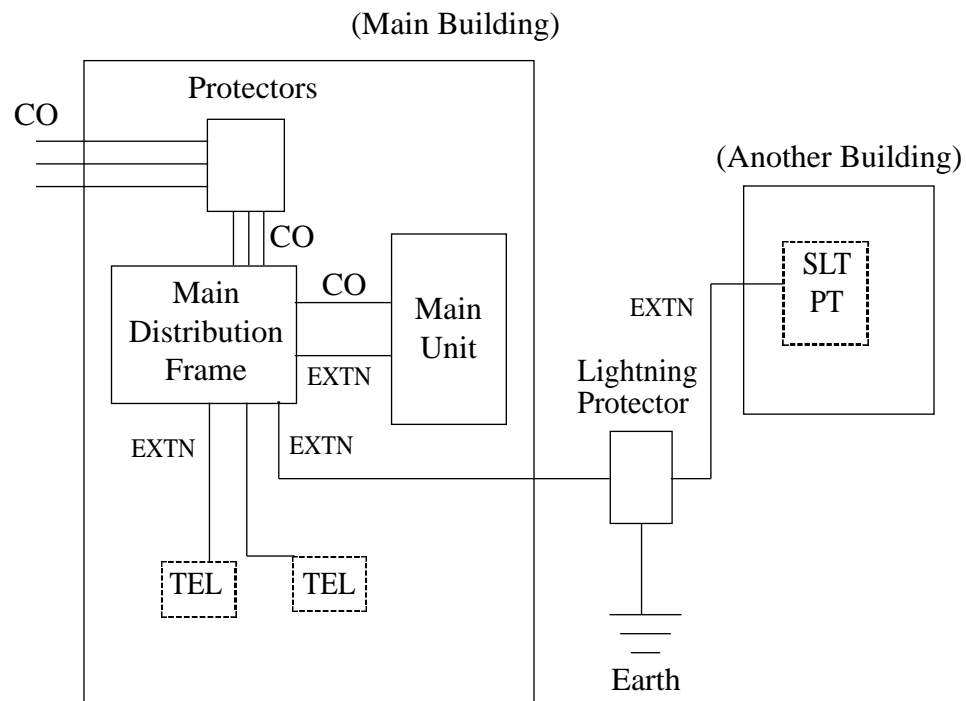 (Main Building)
Protectors
CO
(Another Building)
CO
SLT
PT
CO
Main
Distribution
Frame
Main
Unit
EXTN
EXTN
Lightning
Protector
EXTN
EXTN
TEL
TEL
Earth